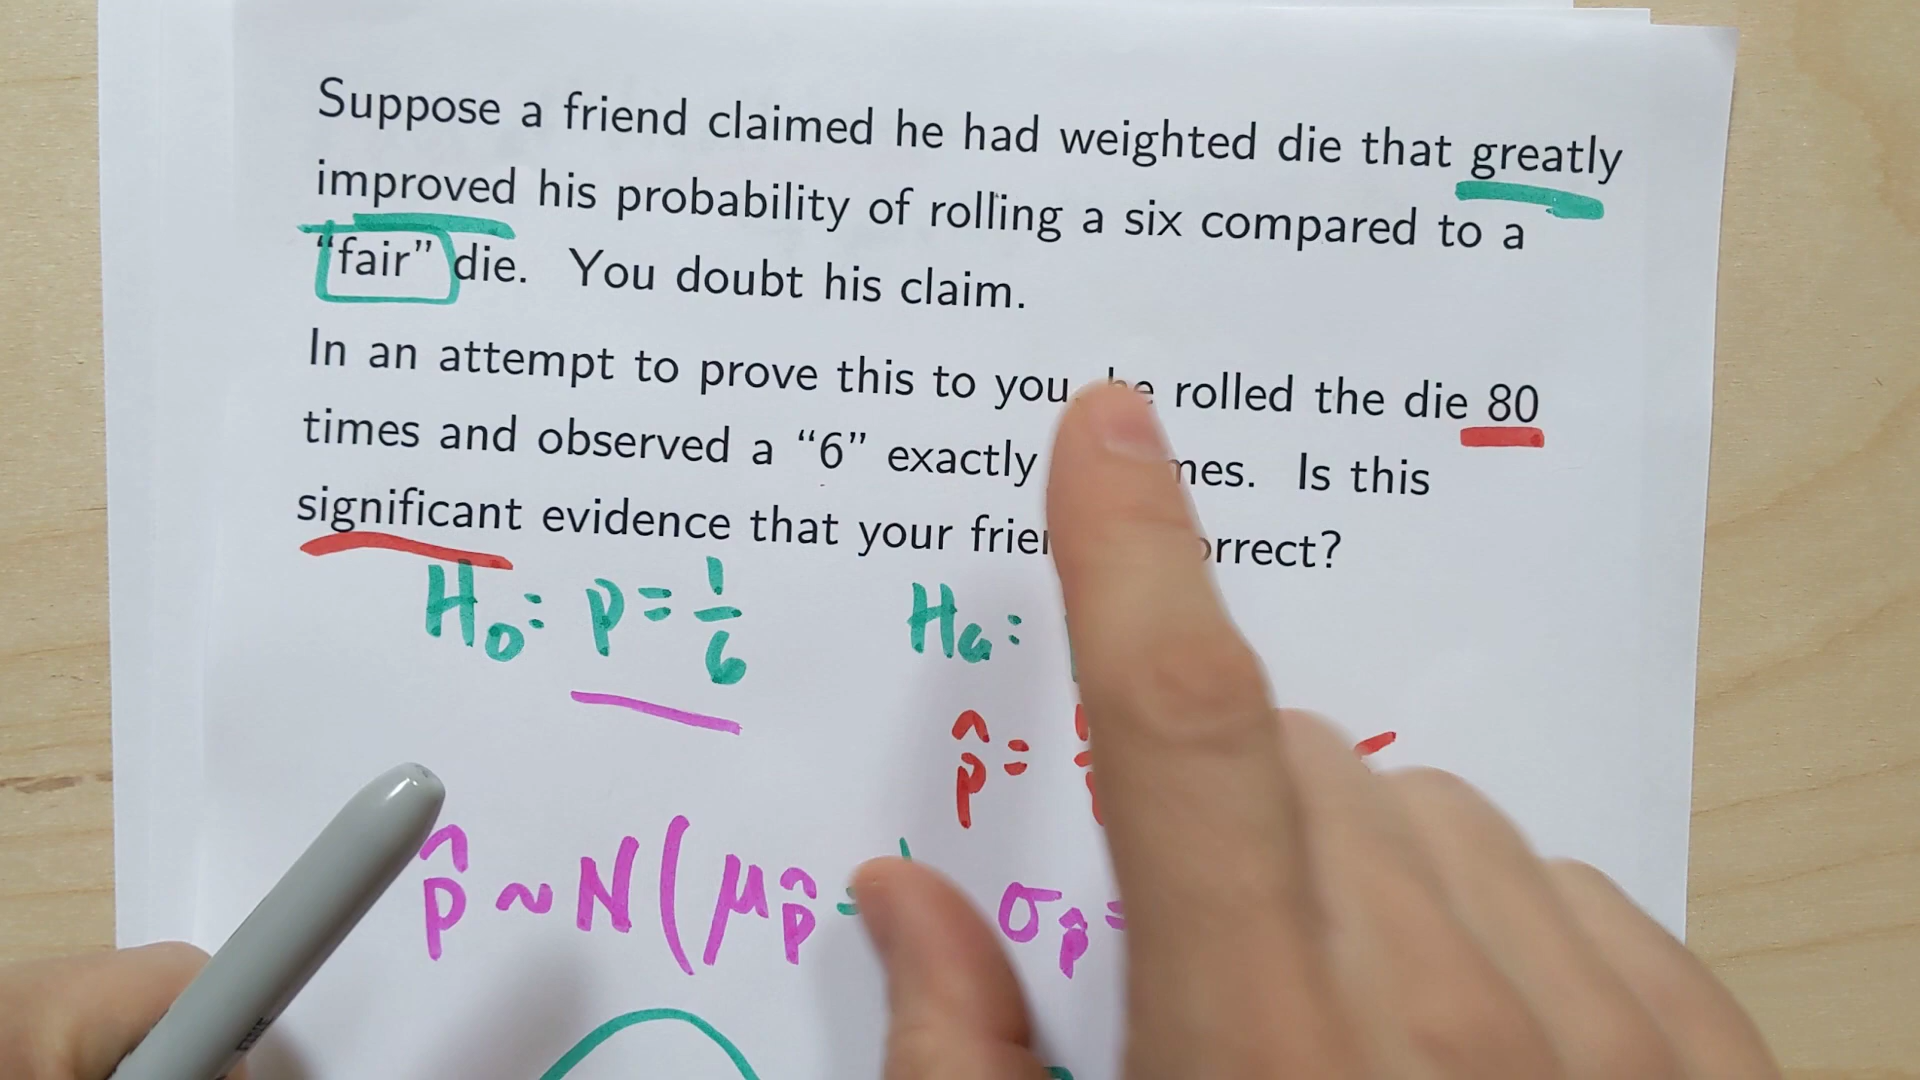 Suppose a friend claimed he had weighted die that greatly
improved his probability of rolling a six compared to a
“fair” die. You doubt his claim.
In an attempt to prove this to you, he rolled the die 80
times and observed a “6” exactly
significant evidence that your
Is this
H₀: p = 1/6 Hₐ:
p̂ =
p̂ ~ N(μp̂ = σp̂ =